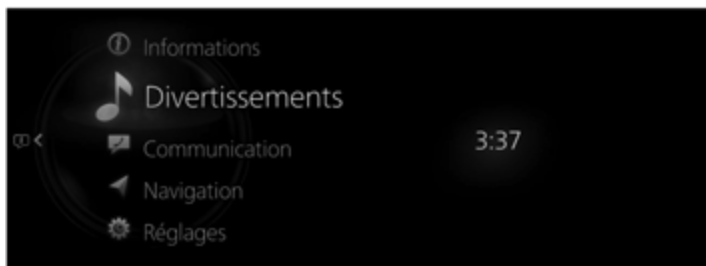 Informations
Divertissements
Communication
3:37
Navigation
Réglages